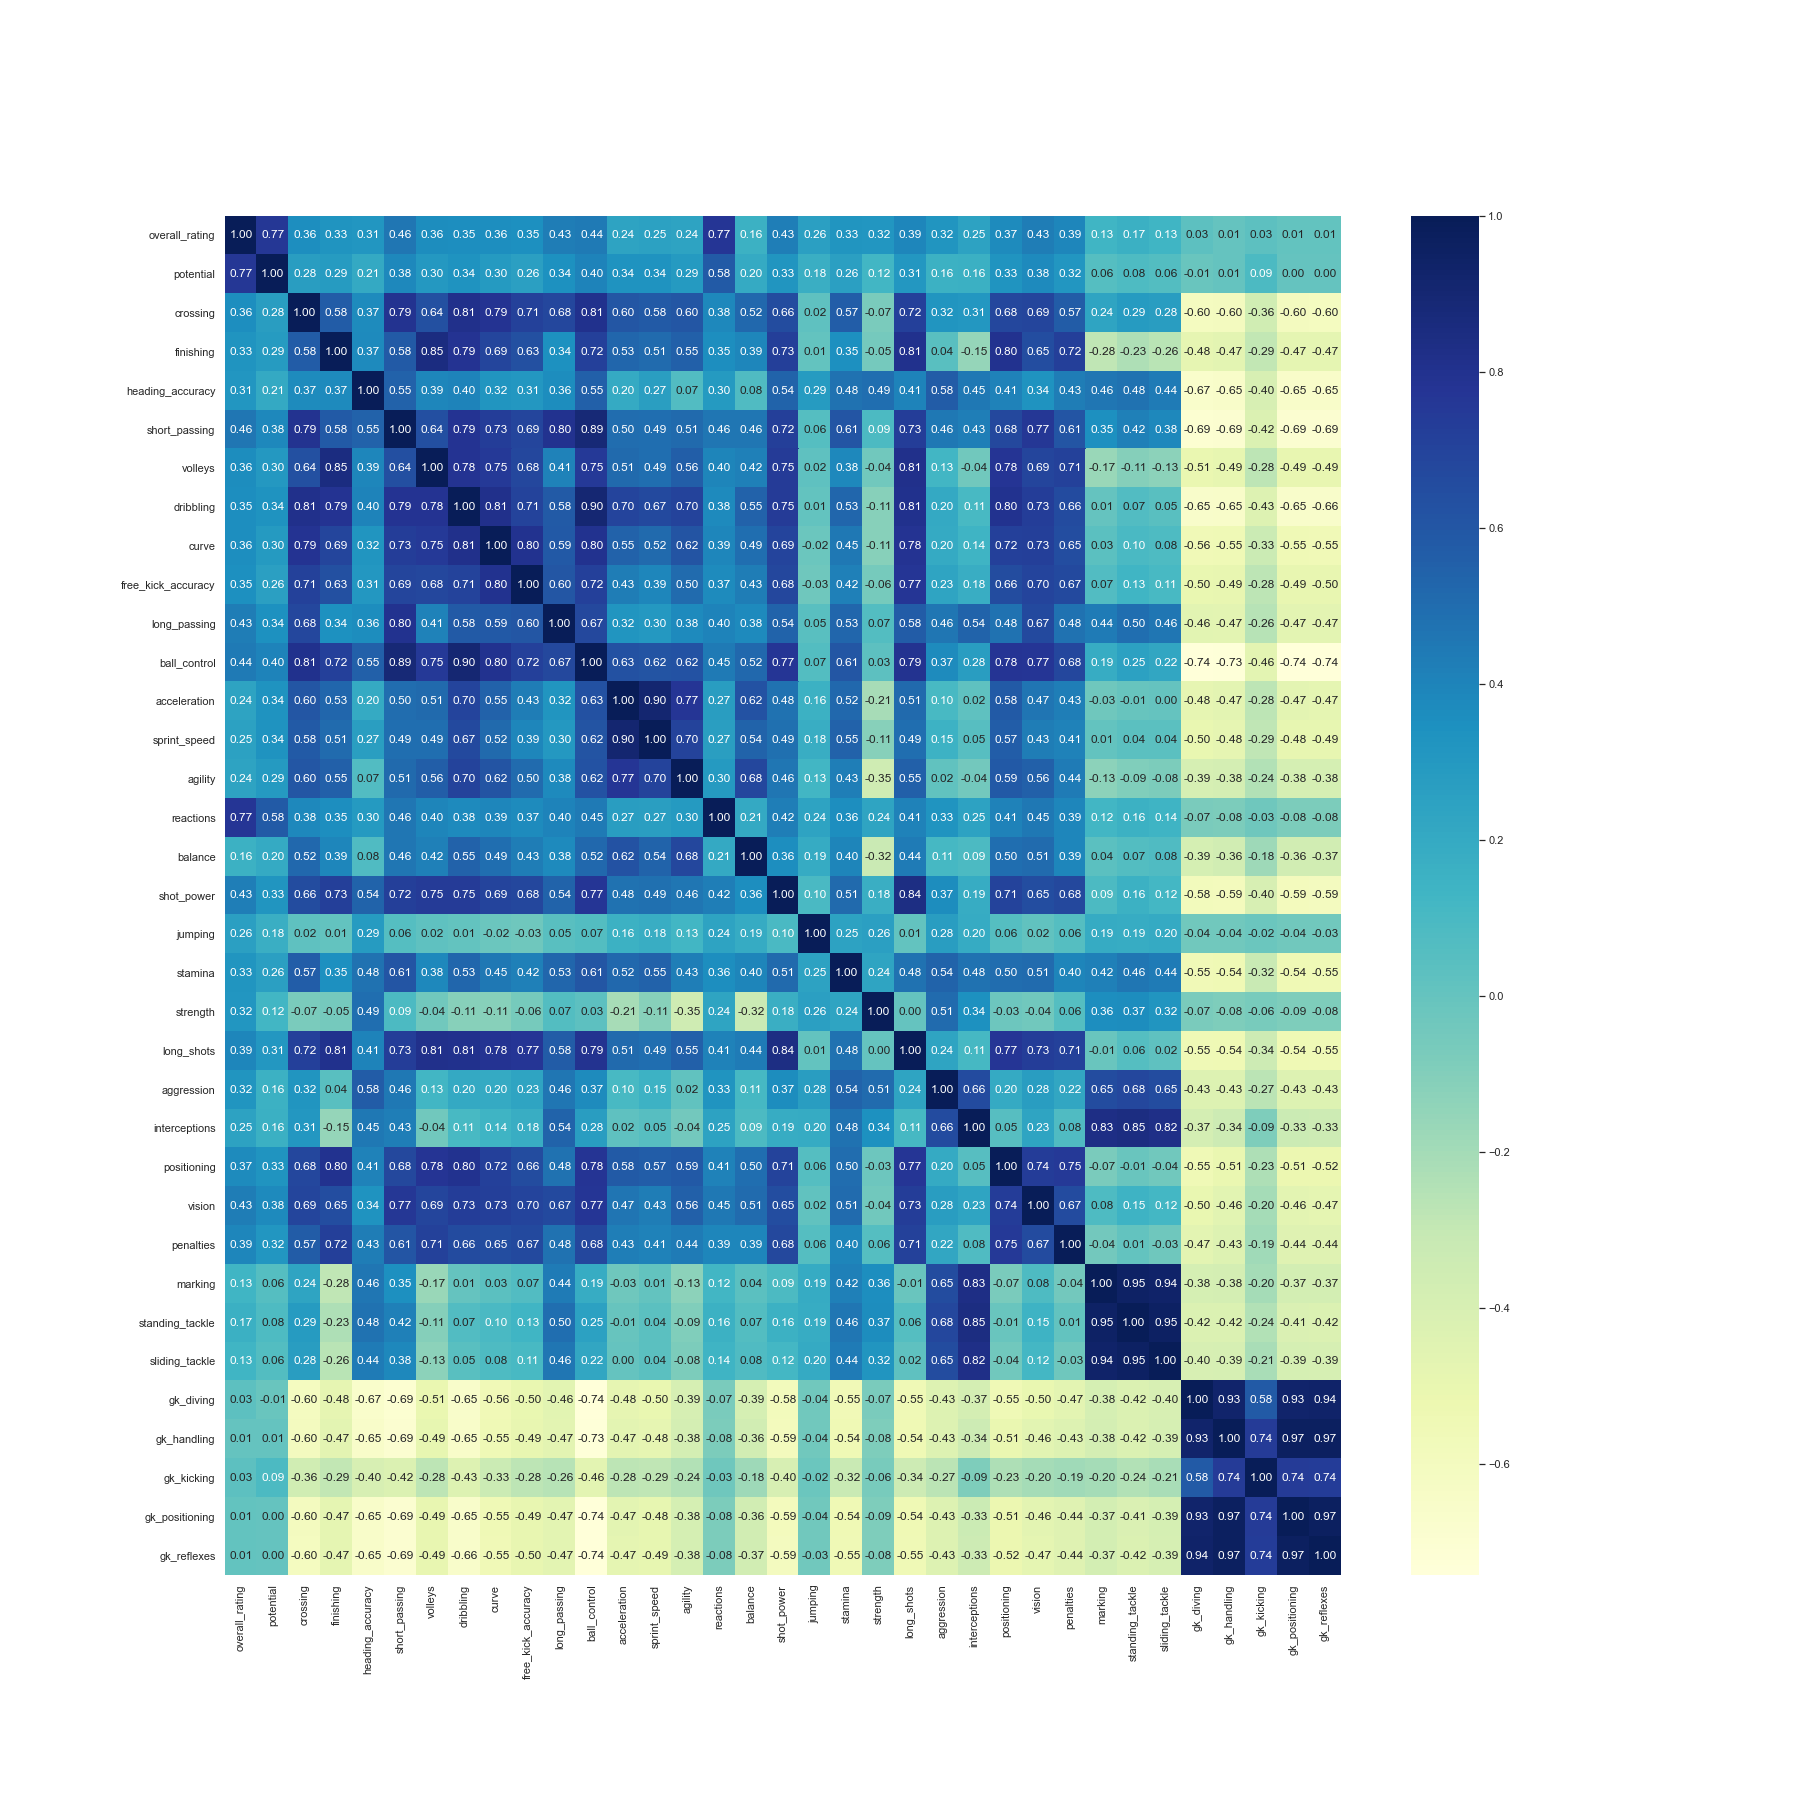 overall_rating 1.00 0.77 0.36 0.33 0.31 0.46 0.36 0.35 0.36 0.35 0.43 0.44 0.24 0.25 0.24 0.77 0.16 0.43 0.26 0.33 0.32 0.39 0.32 0.25 0.37 0.43 0.39 0.13 0.17 0.13 0.03 0.01 0.03 0.01 0.01
potential 0.77 1.00 0.28 0.29 0.21 0.38 0.30 0.34 0.30 0.26 0.34 0.40 0.34 0.34 0.29 0.58 0.20 0.33 0.18 0.26 0.12 0.31 0.16 0.16 0.33 0.38 0.32 0.06 0.08 0.06 -0.01 0.01 0.09 0.00 0.00
crossing 0.36 0.28 1.00 0.58 0.37 0.79 0.64 0.81 0.79 0.71 0.68 0.81 0.60 0.58 0.60 0.38 0.52 0.66 0.02 0.57 -0.07 0.72 0.32 0.31 0.68 0.69 0.57 0.24 0.29 0.28 -0.60 -0.60 -0.36 -0.60 -0.60
finishing 0.33 0.29 0.58 1.00 0.37 0.58 0.85 0.79 0.69 0.63 0.34 0.72 0.53 0.51 0.55 0.35 0.39 0.73 0.01 0.35 -0.05 0.81 0.04 -0.15 0.80 0.65 0.72 -0.28 -0.23 -0.26 -0.48 -0.47 -0.29 -0.47 -0.47
heading_accuracy 0.31 0.21 0.37 0.37 1.00 0.55 0.39 0.40 0.32 0.31 0.36 0.55 0.20 0.27 0.07 0.30 0.08 0.54 0.29 0.48 0.49 0.41 0.58 0.45 0.41 0.34 0.43 0.46 0.48 0.44 -0.67 -0.65 -0.40 -0.65 -0.65
short_passing 0.46 0.38 0.79 0.58 0.55 1.00 0.64 0.79 0.73 0.69 0.80 0.89 0.50 0.49 0.51 0.46 0.46 0.72 0.06 0.61 0.09 0.73 0.46 0.43 0.68 0.77 0.61 0.35 0.42 0.38 -0.69 -0.69 -0.42 -0.69 -0.69
volleys 0.36 0.30 0.64 0.85 0.39 0.64 1.00 0.78 0.75 0.68 0.41 0.75 0.51 0.49 0.56 0.40 0.42 0.75 0.02 0.38 -0.04 0.81 0.13 -0.04 0.78 0.69 0.71 -0.17 -0.11 -0.13 -0.51 -0.49 -0.28 -0.49 -0.49
dribbling 0.35 0.34 0.81 0.79 0.40 0.79 0.78 1.00 0.81 0.71 0.58 0.90 0.70 0.67 0.70 0.38 0.55 0.75 0.01 0.53 -0.11 0.81 0.20 0.11 0.80 0.73 0.66 0.01 0.07 0.05 -0.65 -0.65 -0.43 -0.65 -0.66
curve 0.36 0.30 0.79 0.69 0.32 0.73 0.75 0.81 1.00 0.80 0.59 0.80 0.55 0.52 0.62 0.39 0.49 0.69 -0.02 0.45 -0.11 0.78 0.20 0.14 0.72 0.73 0.65 0.03 0.10 0.08 -0.56 -0.55 -0.33 -0.55 -0.55
free_kick_accuracy 0.35 0.26 0.71 0.63 0.31 0.69 0.68 0.71 0.80 1.00 0.60 0.72 0.43 0.39 0.50 0.37 0.43 0.68 -0.03 0.42 -0.06 0.77 0.23 0.18 0.66 0.70 0.67 0.07 0.13 0.11 -0.50 -0.49 -0.28 -0.49 -0.50
long_passing 0.43 0.34 0.68 0.34 0.36 0.80 0.41 0.58 0.59 0.60 1.00 0.67 0.32 0.30 0.38 0.40 0.38 0.54 0.05 0.53 0.07 0.58 0.46 0.54 0.48 0.67 0.48 0.44 0.50 0.46 -0.46 -0.47 -0.26 -0.47 -0.47
ball_control 0.44 0.40 0.81 0.72 0.55 0.89 0.75 0.90 0.80 0.72 0.67 1.00 0.63 0.62 0.62 0.45 0.52 0.77 0.07 0.61 0.03 0.79 0.37 0.28 0.78 0.77 0.68 0.19 0.25 0.22 -0.74 -0.73 -0.46 -0.74 -0.74
acceleration 0.24 0.34 0.60 0.53 0.20 0.50 0.51 0.70 0.55 0.43 0.32 0.63 1.00 0.90 0.77 0.27 0.62 0.48 0.16 0.52 -0.21 0.51 0.10 0.02 0.58 0.47 0.43 -0.03 -0.01 0.00 -0.48 -0.47 -0.28 -0.47 -0.47
sprint_speed 0.25 0.34 0.58 0.51 0.27 0.49 0.49 0.67 0.52 0.39 0.30 0.62 0.90 1.00 0.70 0.27 0.54 0.49 0.18 0.55 -0.11 0.49 0.15 0.05 0.57 0.43 0.41 0.01 0.04 0.04 -0.50 -0.48 -0.29 -0.48 -0.49
agility 0.24 0.29 0.60 0.55 0.07 0.51 0.56 0.70 0.62 0.50 0.38 0.62 0.77 0.70 1.00 0.30 0.68 0.46 0.13 0.43 -0.35 0.55 0.02 -0.04 0.59 0.56 0.44 -0.13 -0.09 -0.08 -0.39 -0.38 -0.24 -0.38 -0.38
reactions 0.77 0.58 0.38 0.35 0.30 0.46 0.40 0.38 0.39 0.37 0.40 0.45 0.27 0.27 0.30 1.00 0.21 0.42 0.24 0.36 0.24 0.41 0.33 0.25 0.41 0.45 0.39 0.12 0.16 0.14 -0.07 -0.08 -0.03 -0.08 -0.08
balance 0.16 0.20 0.52 0.39 0.08 0.46 0.42 0.55 0.49 0.43 0.38 0.52 0.62 0.54 0.68 0.21 1.00 0.36 0.19 0.40 -0.32 0.44 0.11 0.09 0.50 0.51 0.39 0.04 0.07 0.08 -0.39 -0.36 -0.18 -0.36 -0.37
shot_power 0.43 0.33 0.66 0.73 0.54 0.72 0.75 0.75 0.69 0.68 0.54 0.77 0.48 0.49 0.46 0.42 0.36 1.00 0.10 0.51 0.18 0.84 0.37 0.19 0.71 0.65 0.68 0.09 0.16 0.12 -0.58 -0.59 -0.40 -0.59 -0.59
jumping 0.26 0.18 0.02 0.01 0.29 0.06 0.02 0.01 -0.02 -0.03 0.05 0.07 0.16 0.18 0.13 0.24 0.19 0.10 1.00 0.25 0.26 0.01 0.28 0.20 0.06 0.02 0.06 0.19 0.19 0.20 -0.04 -0.04 -0.02 -0.04 -0.03
stamina 0.33 0.26 0.57 0.35 0.48 0.61 0.38 0.53 0.45 0.42 0.53 0.61 0.52 0.55 0.43 0.36 0.40 0.51 0.25 1.00 0.24 0.48 0.54 0.48 0.50 0.51 0.40 0.42 0.46 0.44 -0.55 -0.54 -0.32 -0.54 -0.55
strength 0.32 0.12 -0.07 -0.05 0.49 0.09 -0.04 -0.11 -0.11 -0.06 0.07 0.03 -0.21 -0.11 -0.35 0.24 -0.32 0.18 0.26 0.24 1.00 0.00 0.51 0.34 -0.03 -0.04 0.06 0.36 0.37 0.32 -0.07 -0.08 -0.06 -0.09 -0.08
long_shots 0.39 0.31 0.72 0.81 0.41 0.73 0.81 0.81 0.78 0.77 0.58 0.79 0.51 0.49 0.55 0.41 0.44 0.84 0.01 0.48 0.00 1.00 0.24 0.11 0.77 0.73 0.71 -0.01 0.06 0.02 -0.55 -0.54 -0.34 -0.54 -0.55
aggression 0.32 0.16 0.32 0.04 0.58 0.46 0.13 0.20 0.20 0.23 0.46 0.37 0.10 0.15 0.02 0.33 0.11 0.37 0.28 0.54 0.51 0.24 1.00 0.66 0.20 0.28 0.22 0.65 0.68 0.65 -0.43 -0.43 -0.27 -0.43 -0.43
interceptions 0.25 0.16 0.31 -0.15 0.45 0.43 -0.04 0.11 0.14 0.18 0.54 0.28 0.02 0.05 -0.04 0.25 0.09 0.19 0.20 0.48 0.34 0.11 0.66 1.00 0.05 0.23 0.08 0.83 0.85 0.82 -0.37 -0.34 -0.09 -0.33 -0.33
positioning 0.37 0.33 0.68 0.80 0.41 0.68 0.78 0.80 0.72 0.66 0.48 0.78 0.58 0.57 0.59 0.41 0.50 0.71 0.06 0.50 -0.03 0.77 0.20 0.05 1.00 0.74 0.75 -0.07 -0.01 -0.04 -0.55 -0.51 -0.23 -0.51 -0.52
vision 0.43 0.38 0.69 0.65 0.34 0.77 0.69 0.73 0.73 0.70 0.67 0.77 0.47 0.43 0.56 0.45 0.51 0.65 0.02 0.51 -0.04 0.73 0.28 0.23 0.74 1.00 0.67 0.08 0.15 0.12 -0.50 -0.46 -0.20 -0.46 -0.47
penalties 0.39 0.32 0.57 0.72 0.43 0.61 0.71 0.66 0.65 0.67 0.48 0.68 0.43 0.41 0.44 0.39 0.39 0.68 0.06 0.40 0.06 0.71 0.22 0.08 0.75 0.67 1.00 -0.04 0.01 -0.03 -0.47 -0.43 -0.19 -0.44 -0.44
marking 0.13 0.06 0.24 -0.28 0.46 0.35 -0.17 0.01 0.03 0.07 0.44 0.19 -0.03 0.01 -0.13 0.12 0.04 0.09 0.19 0.42 0.36 -0.01 0.65 0.83 -0.07 0.08 -0.04 1.00 0.95 0.94 -0.38 -0.38 -0.20 -0.37 -0.37
standing_tackle 0.17 0.08 0.29 -0.23 0.48 0.42 -0.11 0.07 0.10 0.13 0.50 0.25 -0.01 0.04 -0.09 0.16 0.07 0.16 0.19 0.46 0.37 0.06 0.68 0.85 -0.01 0.15 0.01 0.95 1.00 0.95 -0.42 -0.42 -0.24 -0.41 -0.42
sliding_tackle 0.13 0.06 0.28 -0.26 0.44 0.38 -0.13 0.05 0.08 0.11 0.46 0.22 0.00 0.04 -0.08 0.14 0.08 0.12 0.20 0.44 0.32 0.02 0.65 0.82 -0.04 0.12 -0.03 0.94 0.95 1.00 -0.40 -0.39 -0.21 -0.39 -0.39
gk_diving 0.03 -0.01 -0.60 -0.48 -0.67 -0.69 -0.51 -0.65 -0.56 -0.50 -0.46 -0.74 -0.48 -0.50 -0.39 -0.07 -0.39 -0.58 -0.04 -0.55 -0.07 -0.55 -0.43 -0.37 -0.55 -0.50 -0.47 -0.38 -0.42 -0.40 1.00 0.93 0.58 0.93 0.94
gk_handling 0.01 0.01 -0.60 -0.47 -0.65 -0.69 -0.49 -0.65 -0.55 -0.49 -0.47 -0.73 -0.47 -0.48 -0.38 -0.08 -0.36 -0.59 -0.04 -0.54 -0.08 -0.54 -0.43 -0.34 -0.51 -0.46 -0.43 -0.38 -0.42 -0.39 0.93 1.00 0.74 0.97 0.97
gk_kicking 0.03 0.09 -0.36 -0.29 -0.40 -0.42 -0.28 -0.43 -0.33 -0.28 -0.26 -0.46 -0.28 -0.29 -0.24 -0.03 -0.18 -0.40 -0.02 -0.32 -0.06 -0.34 -0.27 -0.09 -0.23 -0.20 -0.19 -0.20 -0.24 -0.21 0.58 0.74 1.00 0.74 0.74
gk_positioning 0.01 0.00 -0.60 -0.47 -0.65 -0.69 -0.49 -0.65 -0.55 -0.49 -0.47 -0.74 -0.47 -0.48 -0.38 -0.08 -0.36 -0.59 -0.04 -0.54 -0.09 -0.54 -0.43 -0.33 -0.51 -0.46 -0.44 -0.37 -0.41 -0.39 0.93 0.97 0.74 1.00 0.97
gk_reflexes 0.01 0.00 -0.60 -0.47 -0.65 -0.69 -0.49 -0.66 -0.55 -0.50 -0.47 -0.74 -0.47 -0.49 -0.38 -0.08 -0.37 -0.59 -0.03 -0.55 -0.08 -0.55 -0.43 -0.33 -0.52 -0.47 -0.44 -0.37 -0.42 -0.39 0.94 0.97 0.74 0.97 1.00
overall_rating
potential
crossing
finishing
heading_accuracy
short_passing
volleys
dribbling
curve
free_kick_accuracy
long_passing
ball_control
acceleration
sprint_speed
agility
reactions
balance
shot_power
jumping
stamina
strength
long_shots
aggression
interceptions
positioning
vision
penalties
marking
standing_tackle
sliding_tackle
gk_diving
gk_handling
gk_kicking
gk_positioning
gk_reflexes
1.0
0.8
0.6
0.4
0.2
0.0
−0.2
−0.4
−0.6